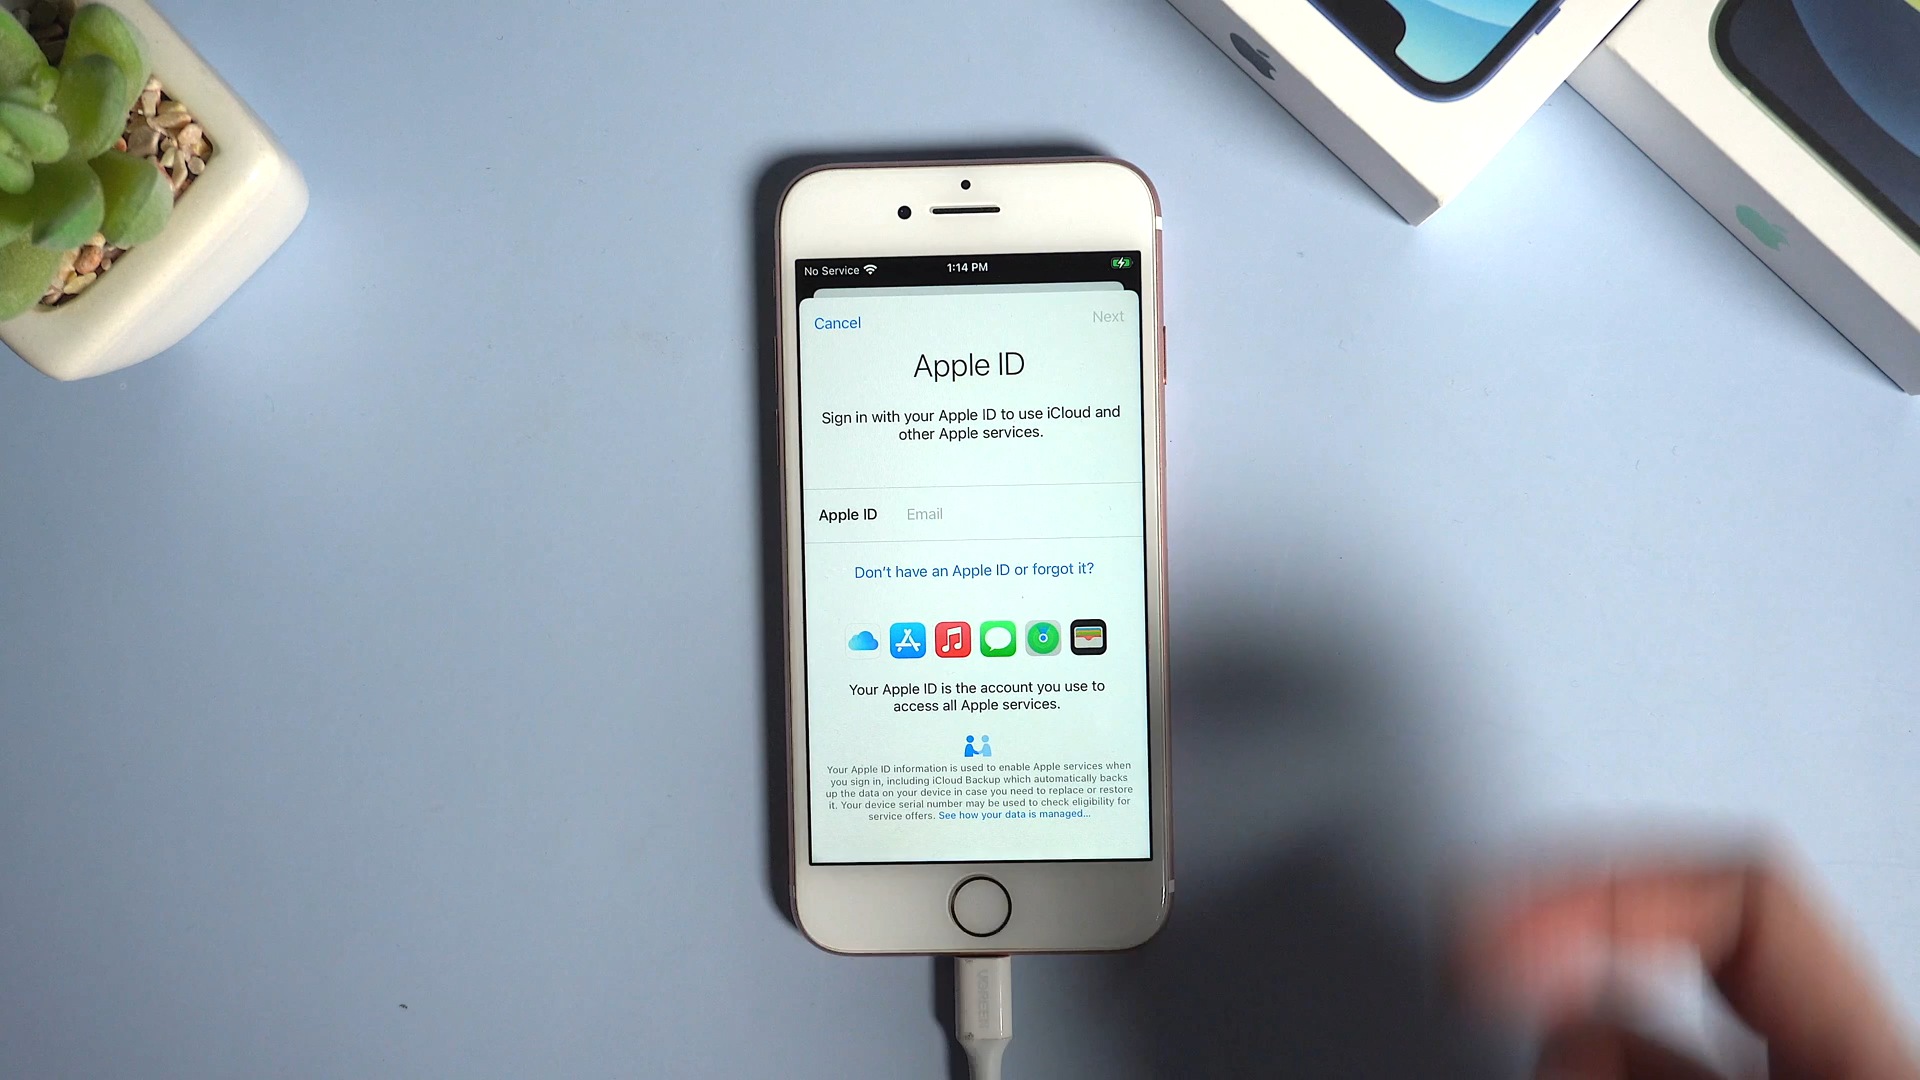 No Service
1:14 PM
Cancel
Next
Apple ID
Sign in with your Apple ID to use iCloud and
other Apple services.
Apple ID
Email
Don't have an Apple ID or forgot it?
Your Apple ID is the account you use to
access all Apple services.
Your Apple ID information is used to enable Apple services when
you sign in, including iCloud Backup which automatically backs
up the data on your device in case you need to replace or restore
it. Your device serial number may be used to check eligibility for
service offers. See how your data is managed...
UGREEN